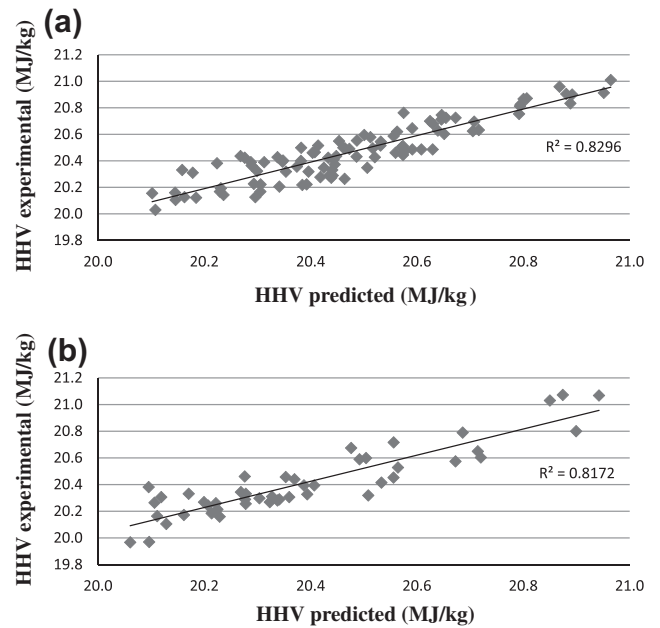 (a)
HHV experimental (MJ/kg)
21.2
21.0
20.8
20.6
20.4
20.2
20.0
19.8
R² = 0.8296
20.0 20.2 20.4 20.6 20.8 21.0
HHV predicted (MJ/kg)
(b)
HHV experimental (MJ/kg)
21.2
21.0
20.8
20.6
20.4
20.2
20.0
19.8
R² = 0.8172
20.0 20.2 20.4 20.6 20.8 21.0
HHV predicted (MJ/kg)